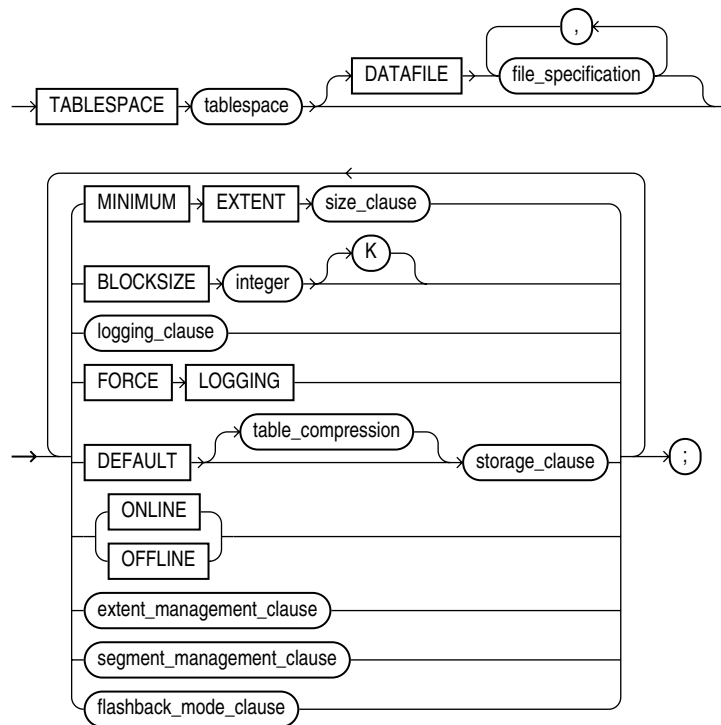 ,
DATAFILE file_specification
TABLESPACE tablespace
MINIMUM EXTENT size_clause
K
BLOCKSIZE integer
logging_clause
FORCE LOGGING
table_compression
DEFAULT storage_clause ;
ONLINE
OFFLINE
extent_management_clause
segment_management_clause
flashback_mode_clause